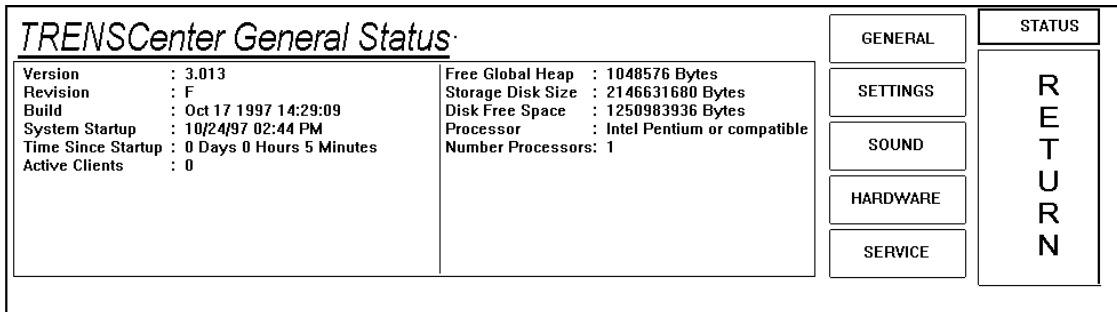 TRENSCenter General Status
Version : 3.013
Revision : F
Build : Oct 17 1997 14:29:09
System Startup : 10/24/97 02:44 PM
Time Since Startup : 0 Days 0 Hours 5 Minutes
Active Clients : 0
Free Global Heap : 1048576 Bytes
Storage Disk Size : 2146631680 Bytes
Disk Free Space : 1250983936 Bytes
Processor : Intel Pentium or compatible
Number Processors: 1
GENERAL
SETTINGS
SOUND
HARDWARE
SERVICE
STATUS
RETURN